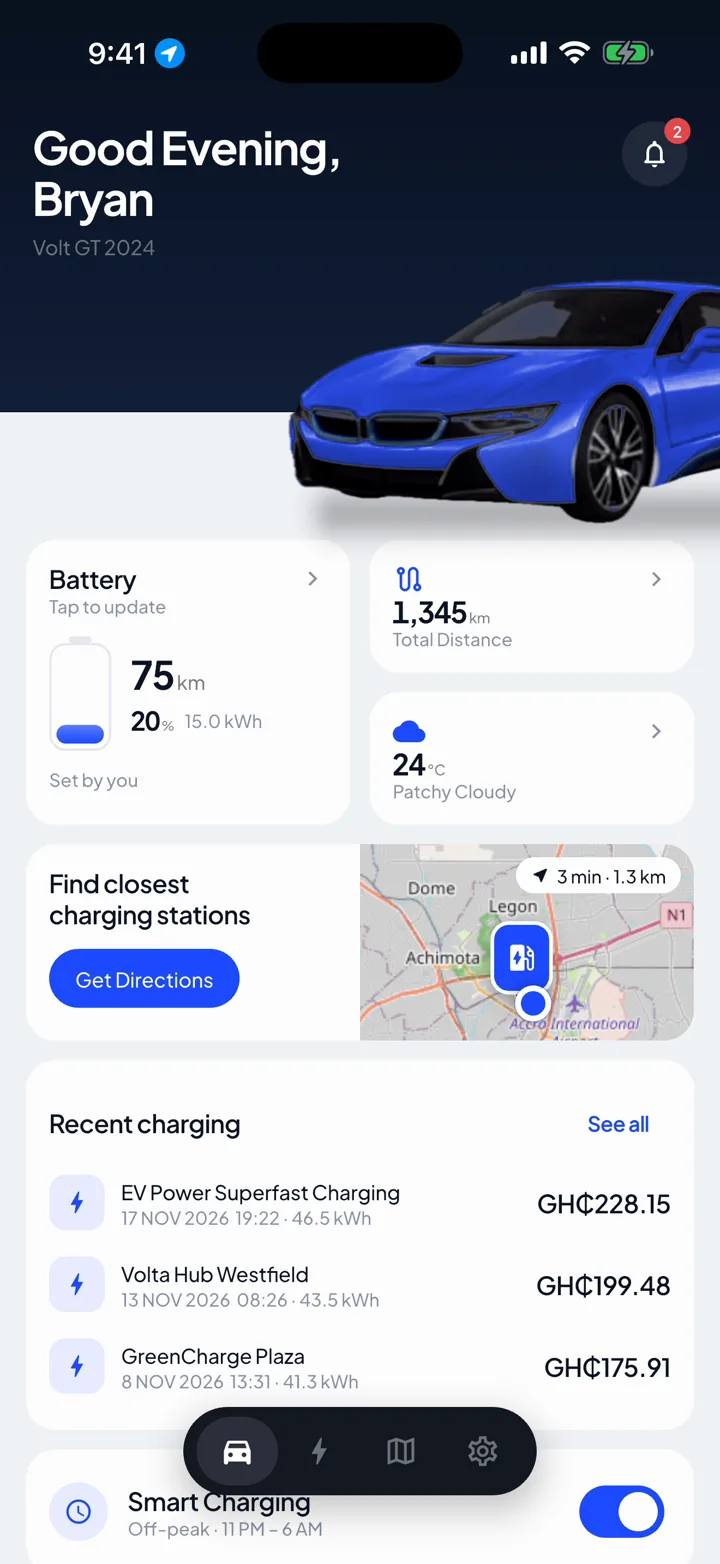 9:41
Good Evening,
Bryan
2
Volt GT 2024
Battery
Tap to update
75 km
20 % 15.0 kWh
Set by you
1,345 km
Total Distance
24 °C
Patchy Cloudy
Find closest
charging stations
Get Directions
3 min · 1.3 km
Dome
Legon
N1
Achimota
Accra International
Airport
Recent charging
See all
EV Power Superfast Charging
17 NOV 2026 19:22 · 46.5 kWh
GH₵228.15
Volta Hub Westfield
13 NOV 2026 08:26 · 43.5 kWh
GH₵199.48
GreenCharge Plaza
8 NOV 2026 13:31 · 41.3 kWh
GH₵175.91
Smart Charging
Off-peak · 11 PM – 6 AM